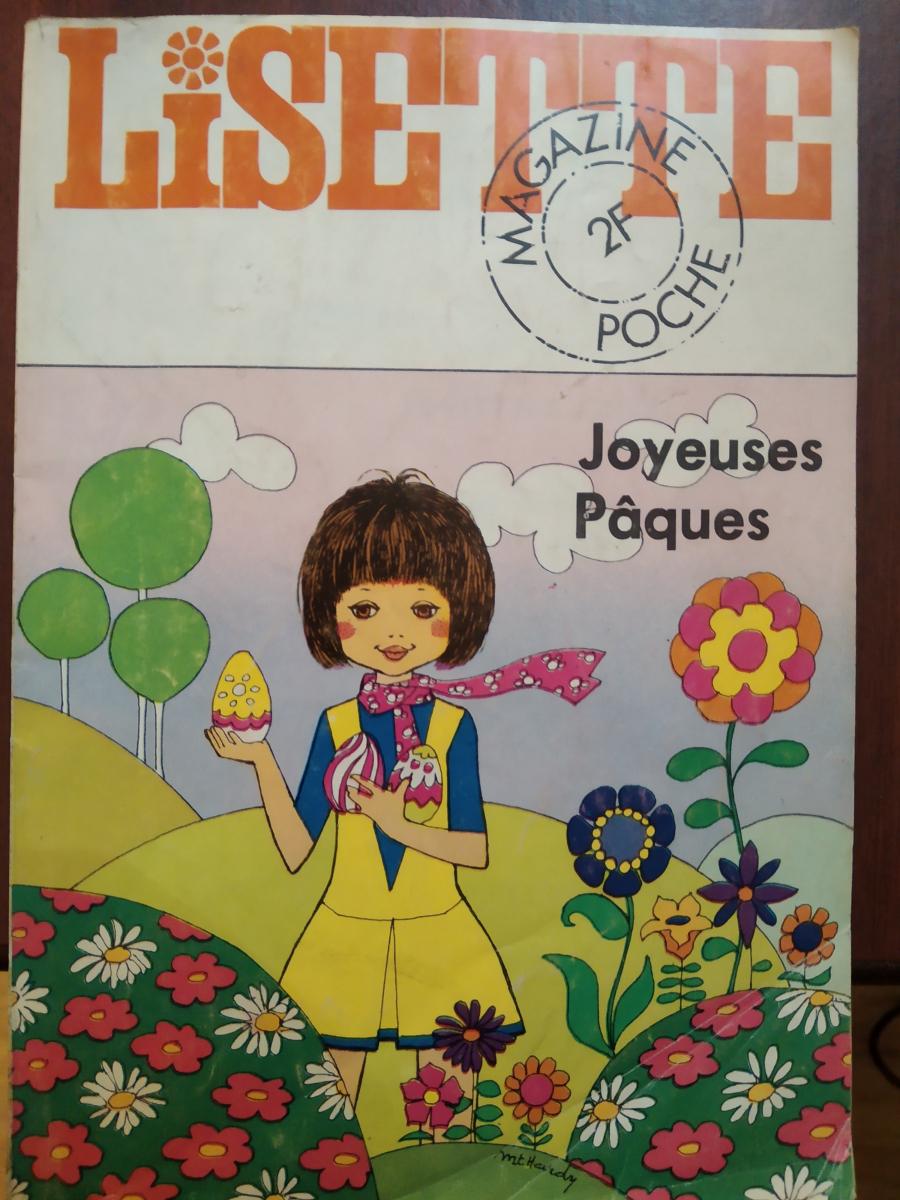 LiSETTE
MAGAZiNE
2F
POCHE
Joyeuses
Pâques
Mt.Hardy